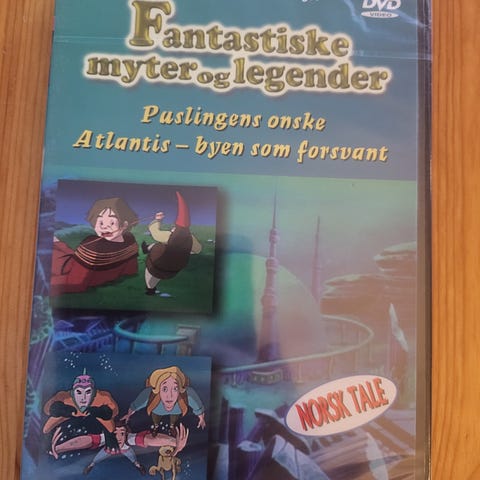 DVD
VIDEO
Fantastiske
myter og legender
Puslingens onske
Atlantis – byen som forsvant
NORSK TALE